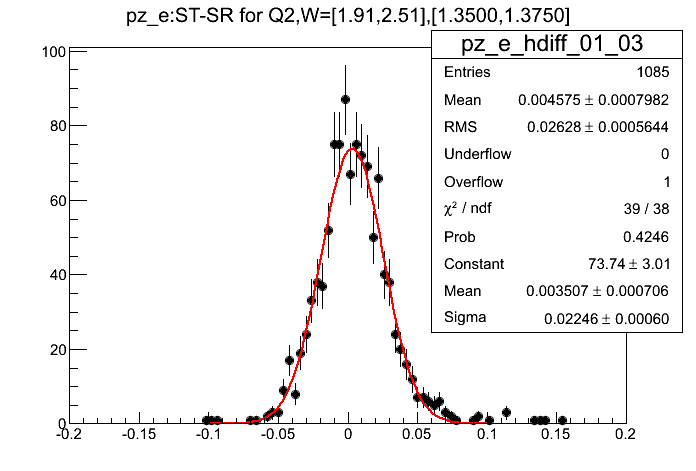 pz_e:ST-SR for Q2,W=[1.91,2.51],[1.3500,1.3750]
pz_e_hdiff_01_03
Entries 1085
Mean 0.004575 ± 0.0007982
RMS 0.02628 ± 0.0005644
Underflow 0
Overflow 1
χ² / ndf 39 / 38
Prob 0.4246
Constant 73.74 ± 3.01
Mean 0.003507 ± 0.000706
Sigma 0.02246 ± 0.00060
100
80
60
40
20
0
-0.2 -0.15 -0.1 -0.05 0 0.05 0.1 0.15 0.2